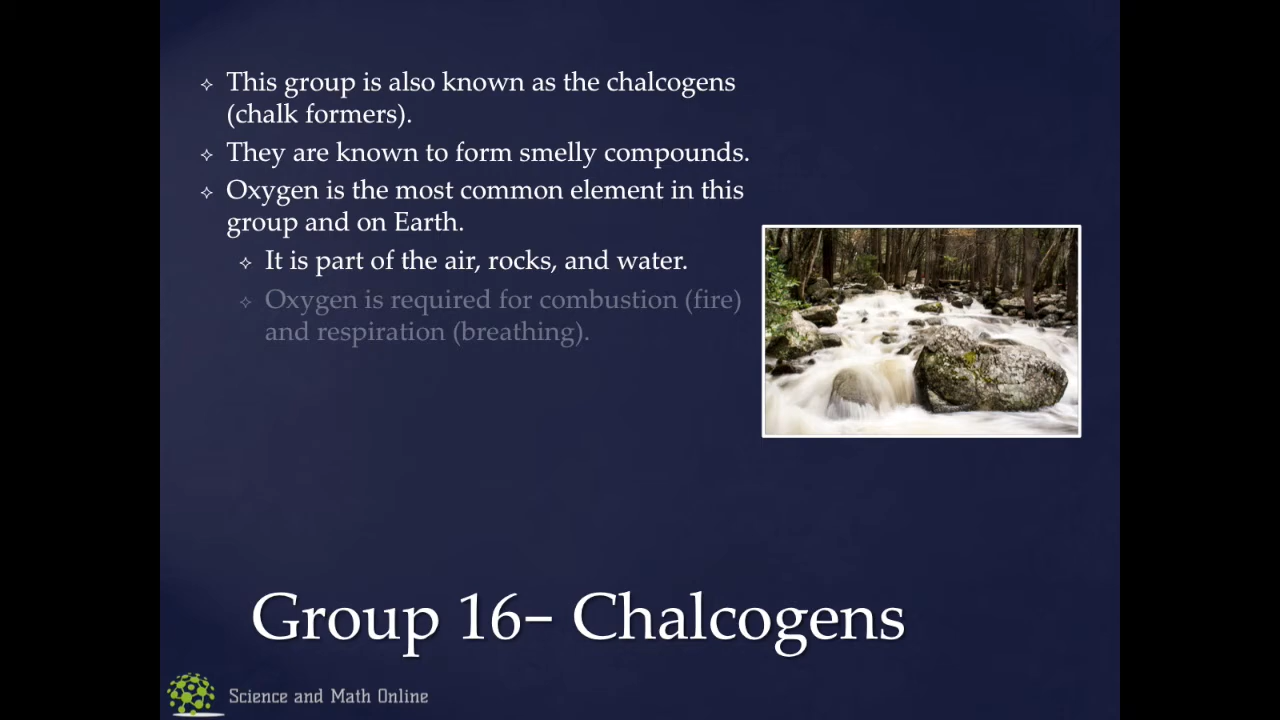 This group is also known as the chalcogens
(chalk formers).
They are known to form smelly compounds.
Oxygen is the most common element in this
group and on Earth.
It is part of the air, rocks, and water.
Oxygen is required for combustion (fire)
and respiration (breathing).
Group 16– Chalcogens
Science and Math Online